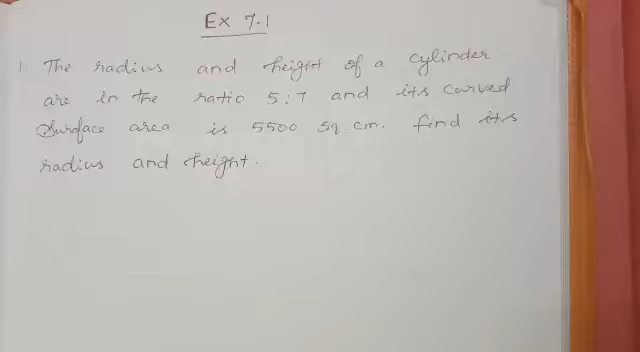 Ex 7.1
1. The radius and height of a cylinder
are in the ratio 5:7 and its curved
Surface area is 5500 sq.cm. find its
radius and height.